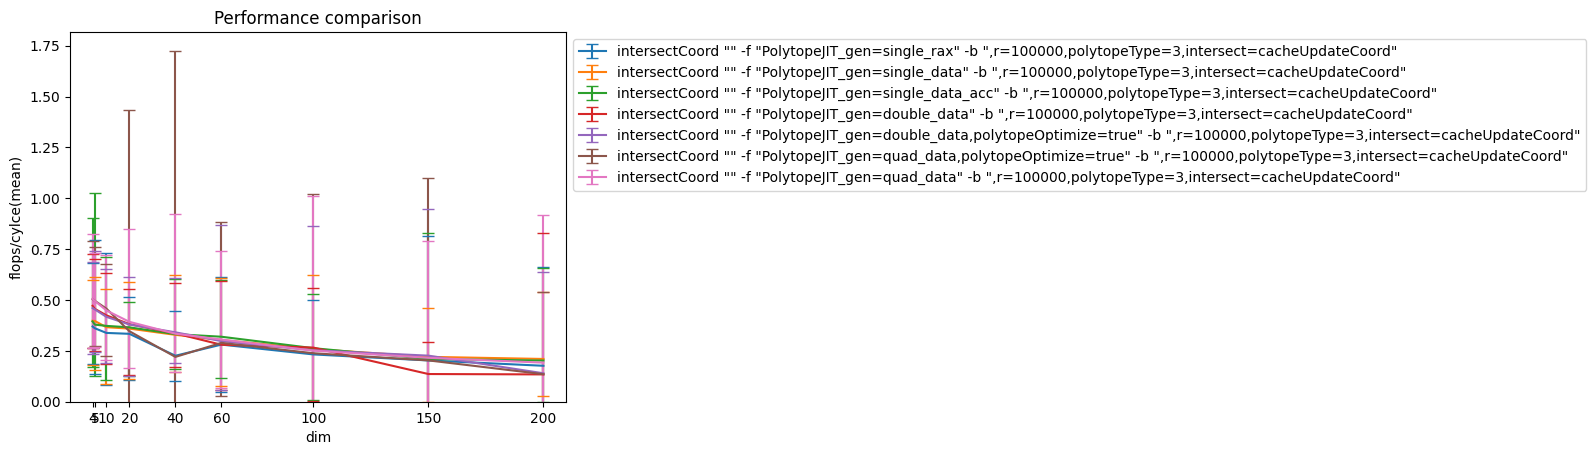 Performance comparison
flops/cylce(mean)
1.75
1.50
1.25
1.00
0.75
0.50
0.25
0.00
4 5 10 20 40 60 100 150 200
dim
intersectCoord "" -f "PolytopeJIT_gen=single_rax" -b ",r=100000,polytopeType=3,intersect=cacheUpdateCoord"
intersectCoord "" -f "PolytopeJIT_gen=single_data" -b ",r=100000,polytopeType=3,intersect=cacheUpdateCoord"
intersectCoord "" -f "PolytopeJIT_gen=single_data_acc" -b ",r=100000,polytopeType=3,intersect=cacheUpdateCoord"
intersectCoord "" -f "PolytopeJIT_gen=double_data" -b ",r=100000,polytopeType=3,intersect=cacheUpdateCoord"
intersectCoord "" -f "PolytopeJIT_gen=double_data,polytopeOptimize=true" -b ",r=100000,polytopeType=3,intersect=cacheUpdateCoord"
intersectCoord "" -f "PolytopeJIT_gen=quad_data,polytopeOptimize=true" -b ",r=100000,polytopeType=3,intersect=cacheUpdateCoord"
intersectCoord "" -f "PolytopeJIT_gen=quad_data" -b ",r=100000,polytopeType=3,intersect=cacheUpdateCoord"